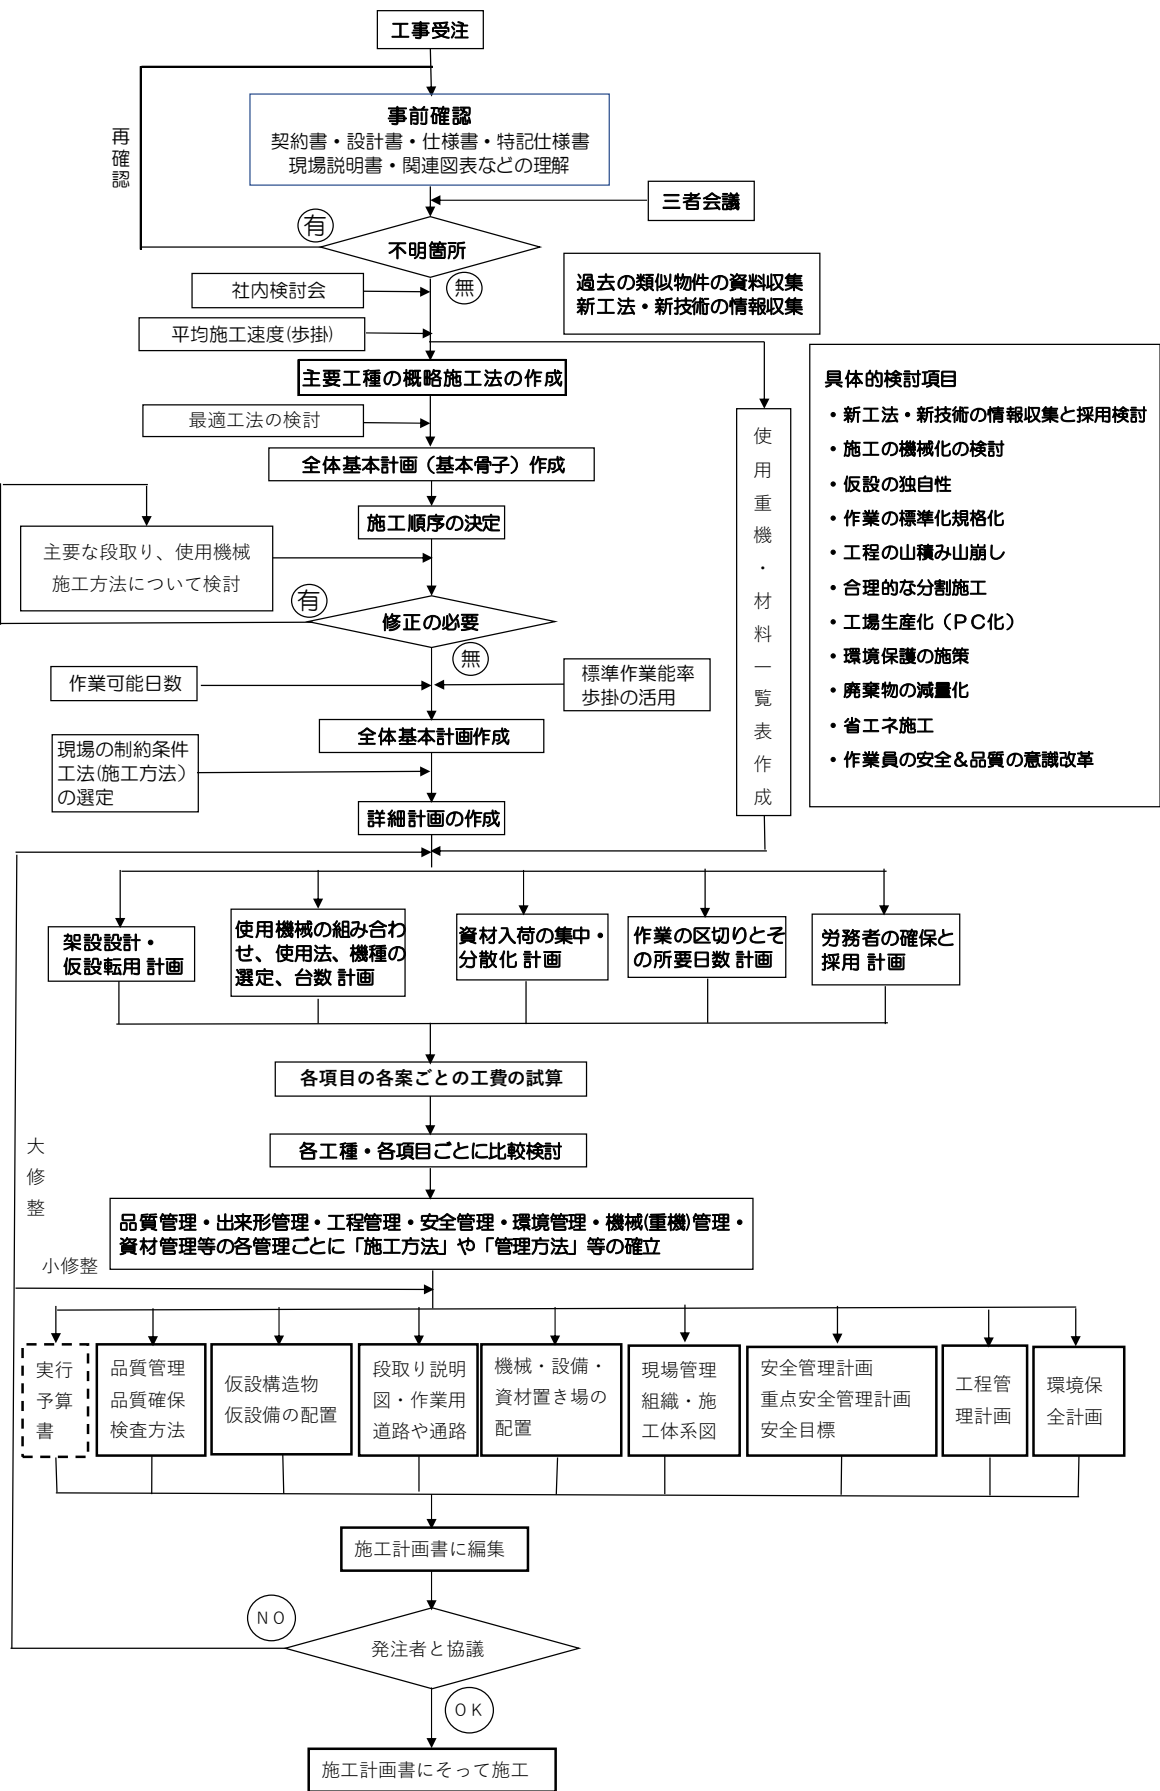 工事受注
事前確認
契約書・設計書・仕様書・特記仕様書
現場説明書・関連図表などの理解
再確認
三者会議
有
不明箇所
無
社内検討会
過去の類似物件の資料収集
新工法・新技術の情報収集
平均施工速度(歩掛)
主要工種の概略施工法の作成
最適工法の検討
使用重機・材料一覧表作成
具体的検討項目
・新工法・新技術の情報収集と採用検討
・施工の機械化の検討
・仮設の独自性
・作業の標準化規格化
・工程の山積み山崩し
・合理的な分割施工
・工場生産化（ＰＣ化）
・環境保護の施策
・廃棄物の減量化
・省エネ施工
・作業員の安全&品質の意識改革
全体基本計画（基本骨子）作成
施工順序の決定
主要な段取り、使用機械
施工方法について検討
有
修正の必要
無
作業可能日数
標準作業能率
歩掛の活用
全体基本計画作成
現場の制約条件
工法(施工方法）
の選定
詳細計画の作成
架設設計・
仮設転用 計画
使用機械の組み合わ
せ、使用法、機種の
選定、台数 計画
資材入荷の集中・
分散化 計画
作業の区切りとそ
の所要日数 計画
労務者の確保と
採用 計画
各項目の各案ごとの工費の試算
各工種・各項目ごとに比較検討
大修整
品質管理・出来形管理・工程管理・安全管理・環境管理・機械(重機)管理・
資材管理等の各管理ごとに「施工方法」や「管理方法」等の確立
小修整
実行
予算
書
品質管理
品質確保
検査方法
仮設構造物
仮設備の配置
段取り説明
図・作業用
道路や通路
機械・設備・
資材置き場の
配置
現場管理
組織・施
工体系図
安全管理計画
重点安全管理計画
安全目標
工程管
理計画
環境保
全計画
施工計画書に編集
ＮＯ
発注者と協議
ＯＫ
施工計画書にそって施工